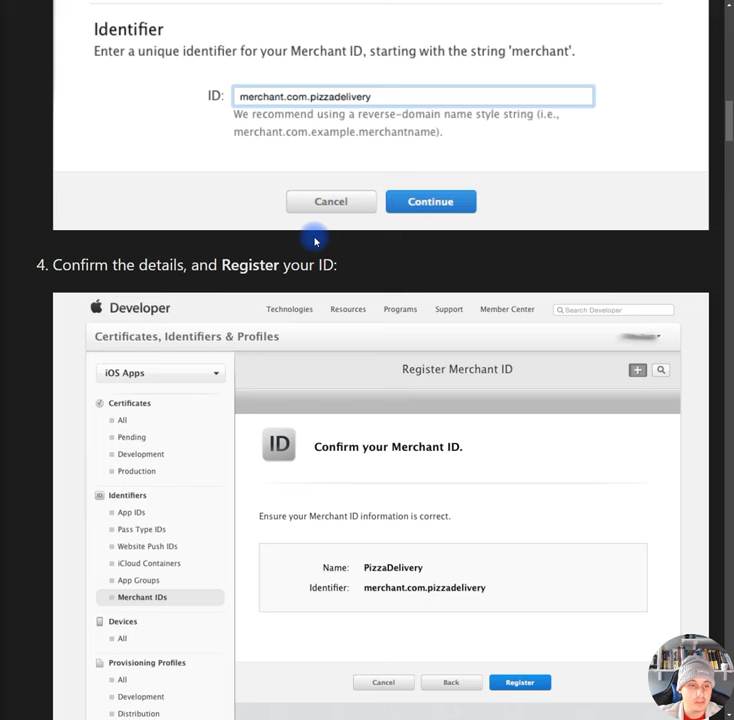 Identifier
Enter a unique identifier for your Merchant ID, starting with the string 'merchant'.
ID: merchant.com.pizzadelivery
We recommend using a reverse-domain name style string (i.e.,
merchant.com.example.merchantname).
Cancel Continue
4. Confirm the details, and Register your ID:
Developer Technologies Resources Programs Support Member Center Search Developer
Certificates, Identifiers & Profiles
iOS Apps Register Merchant ID
Certificates
All
Pending
Development
Production
Identifiers
App IDs
Pass Type IDs
Website Push IDs
iCloud Containers
App Groups
Merchant IDs
Devices
All
Provisioning Profiles
All
Development
Distribution
ID Confirm your Merchant ID.
Ensure your Merchant ID information is correct.
Name: PizzaDelivery
Identifier: merchant.com.pizzadelivery
Cancel Back Register